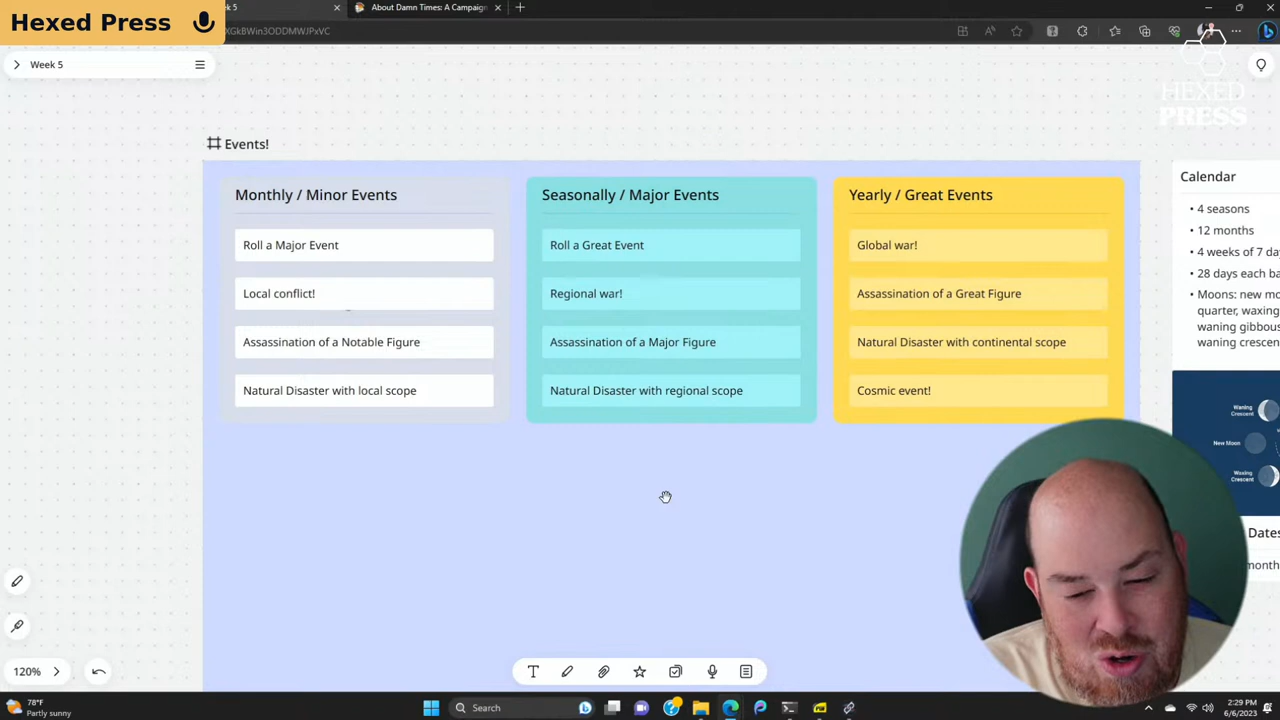 Hexed Press
k 5
About Damn Times: A Campaign
XGkBWin3ODDMWJPxVC
Week 5
HEXED
PRESS
Events!
Monthly / Minor Events
Roll a Major Event
Local conflict!
Assassination of a Notable Figure
Natural Disaster with local scope
Seasonally / Major Events
Roll a Great Event
Regional war!
Assassination of a Major Figure
Natural Disaster with regional scope
Yearly / Great Events
Global war!
Assassination of a Great Figure
Natural Disaster with continental scope
Cosmic event!
Calendar
• 4 seasons
• 12 months
• 4 weeks of 7 da
• 28 days each ba
• Moons: new mo
quarter, waxing
waning gibbous
waning crescen
Waning
Crescent
New Moon
Waxing
Crescent
Dates
month
120%
78°F
Partly sunny
Search
2:29 PM
6/6/2023